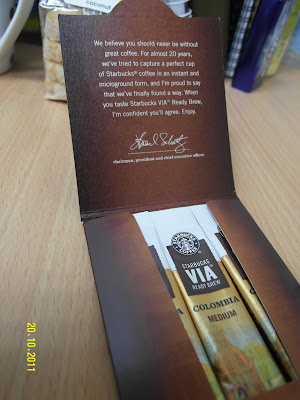 coconut
We believe you should never be without
great coffee. For almost 20 years,
we've tried to capture a perfect cup
of Starbucks® coffee in an instant and
microground form, and I'm proud to say
that we've finally found a way. When
you taste Starbucks VIA™ Ready Brew,
I'm confident you'll agree. Enjoy.
chairman, president and chief executive officer
STARBUCKS
COFFEE
STARBUCKS
VIA
READY BREW
COLOMBIA
MEDIUM
20.10.2011